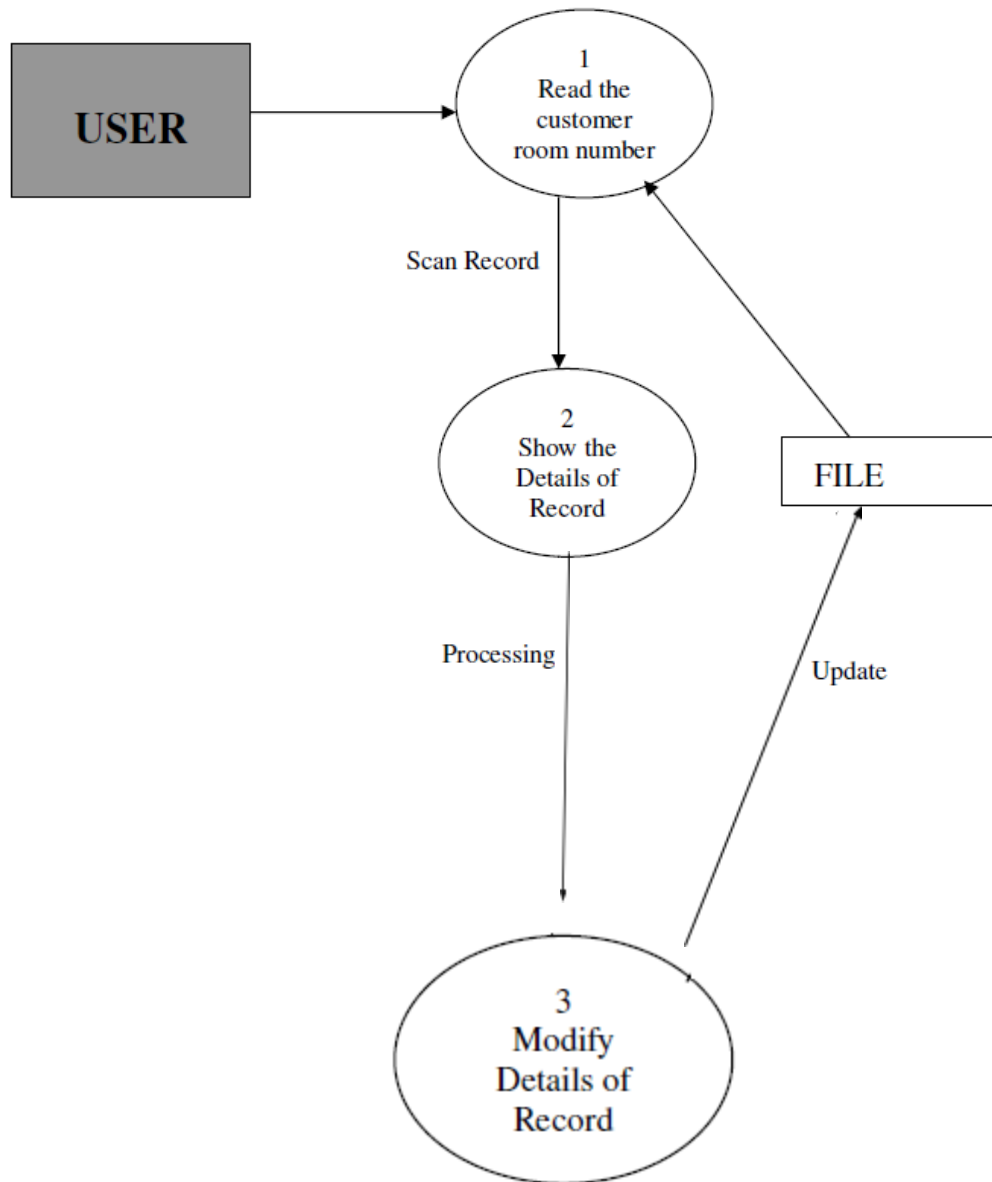 USER
1
Read the
customer
room number
Scan Record
2
Show the
Details of
Record
FILE
Processing
Update
3
Modify
Details of
Record